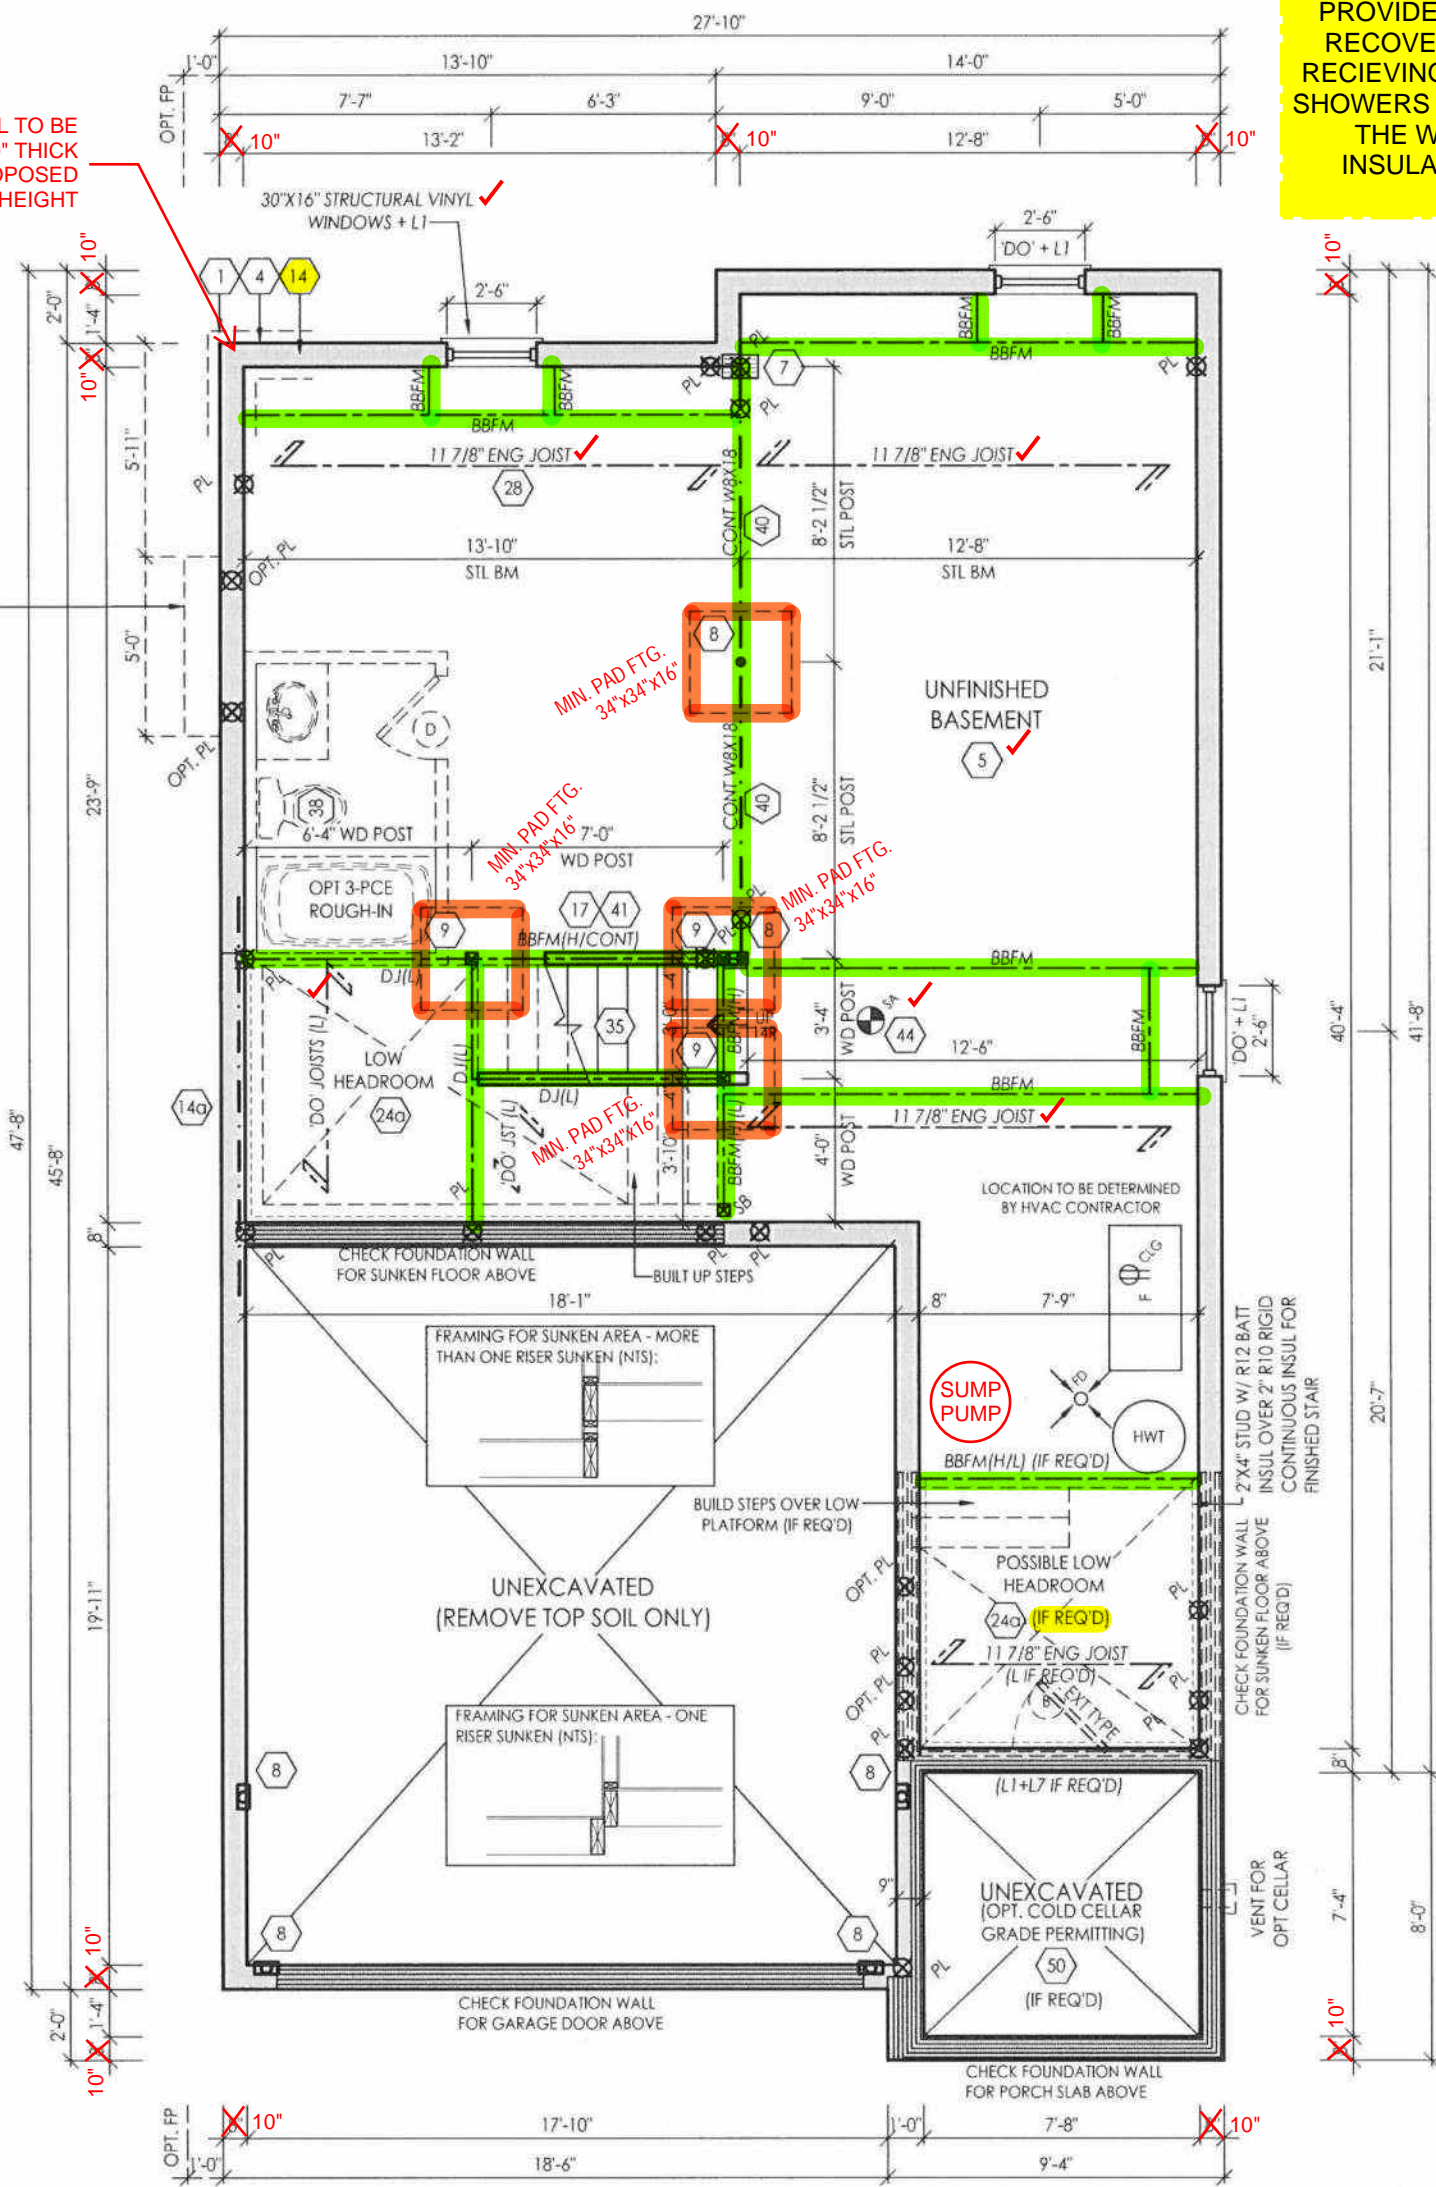 27'-10"
1'-0"
13'-10"
14'-0"
OPT. FP
7'-7"
6'-3"
9'-0"
5'-0"
10"
13'-2"
10"
12'-8"
10"
PROVIDE
RECOVE
RECIEVING
SHOWERS
THE W
INSULA
L TO BE
" THICK
OPOSED
HEIGHT
30"X16" STRUCTURAL VINYL
WINDOWS + L1
2'-6"
'DO' + L1
10"
2'-0"
1'-4"
10"
1
4
14
2'-6"
10"
BBFM
BBFM
BBFM
PL
7
PL
PL
PL
BBFM
BBFM
BBFM
5'-11"
11 7/8" ENG JOIST
11 7/8" ENG JOIST
28
PL
CONT W8X18
40
8'-2 1/2"
STL POST
13'-10"
STL BM
12'-8"
STL BM
OPT. PL
5'-0"
8
MIN. PAD FTG.
34"x34"x16"
UNFINISHED
BASEMENT
5
21'-1"
D
OPT. PL
CONT W8X18
40
8'-2 1/2"
STL POST
23'-9"
38
6'-4" WD POST
7'-0"
WD POST
MIN. PAD FTG.
34"x34"x16"
MIN. PAD FTG.
34"x34"x16"
OPT 3-PCE
ROUGH-IN
17
41
9
9
8
PL
PL
BBFM(H/CONT)
BBFM
PL
DJ(L)
'DO' JOISTS (L)
35
3'-0"
BBFM(H)
UP
14R
3'-4"
WD POST
SA
44
12'-6"
BBFM
'DO' + L1
2'-6"
40'-4"
41'-8"
LOW
HEADROOM
24a
DJ(L)
9
14a
DJ(L)
'DO' JST (L)
MIN. PAD FTG.
34"x34"x16"
BBFM
11 7/8" ENG JOIST
47'-8"
45'-8"
3'-10"
BBFM(H)(L)
4'-0"
WD POST
PL
SB
LOCATION TO BE DETERMINED
BY HVAC CONTRACTOR
8"
PL
CHECK FOUNDATION WALL
FOR SUNKEN FLOOR ABOVE
PL
PL
BUILT UP STEPS
CLG
F
18'-1"
8"
7'-9"
FRAMING FOR SUNKEN AREA - MORE
THAN ONE RISER SUNKEN (NTS):
2"X4" STUD W/ R12 BATT
INSUL OVER 2" R10 RIGID
CONTINUOUS INSUL FOR
FINISHED STAIR
SUMP
PUMP
FD
HWT
20'-7"
BBFM(H/L) (IF REQ'D)
BUILD STEPS OVER LOW
PLATFORM (IF REQ'D)
POSSIBLE LOW
HEADROOM
24a
(IF REQ'D)
OPT. PL
PL
CHECK FOUNDATION WALL
FOR SUNKEN FLOOR ABOVE
(IF REQ'D)
UNEXCAVATED
(REMOVE TOP SOIL ONLY)
19'-11"
11 7/8" ENG JOIST
(L IF REQ'D)
PL
OPT. PL
PL
B
EXT TYPE
PL
PL
FRAMING FOR SUNKEN AREA - ONE
RISER SUNKEN (NTS):
8
8
8"
(L1+L7 IF REQ'D)
9"
UNEXCAVATED
(OPT. COLD CELLAR
GRADE PERMITTING)
50
(IF REQ'D)
VENT FOR
OPT CELLAR
7'-4"
8'-0"
8
8
PL
10"
CHECK FOUNDATION WALL
FOR GARAGE DOOR ABOVE
2'-0"
1'-4"
10"
10"
CHECK FOUNDATION WALL
FOR PORCH SLAB ABOVE
OPT. FP
10"
17'-10"
1'-0"
7'-8"
10"
1'-0"
18'-6"
9'-4"